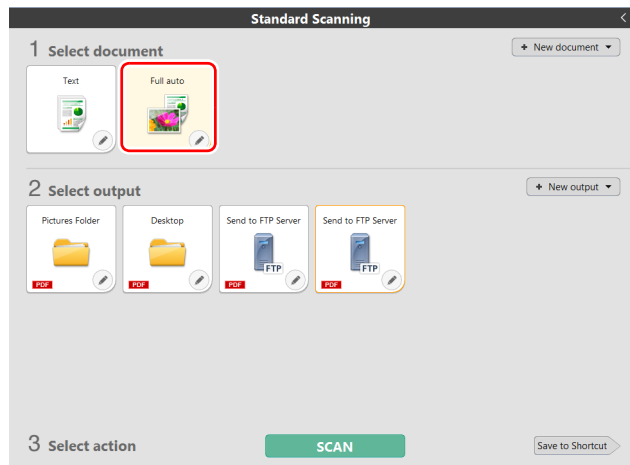 Standard Scanning
1 Select document
+ New document
Text
Full auto
2 Select output
+ New output
Pictures Folder
Desktop
Send to FTP Server
Send to FTP Server
FTP
FTP
PDF
PDF
PDF
PDF
3 Select action
SCAN
Save to Shortcut